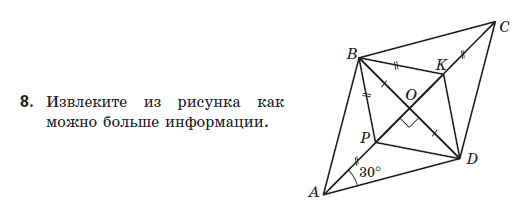 C
B
K
8. Извлеките из рисунка как
O
можно больше информации.
P
D
30°
A